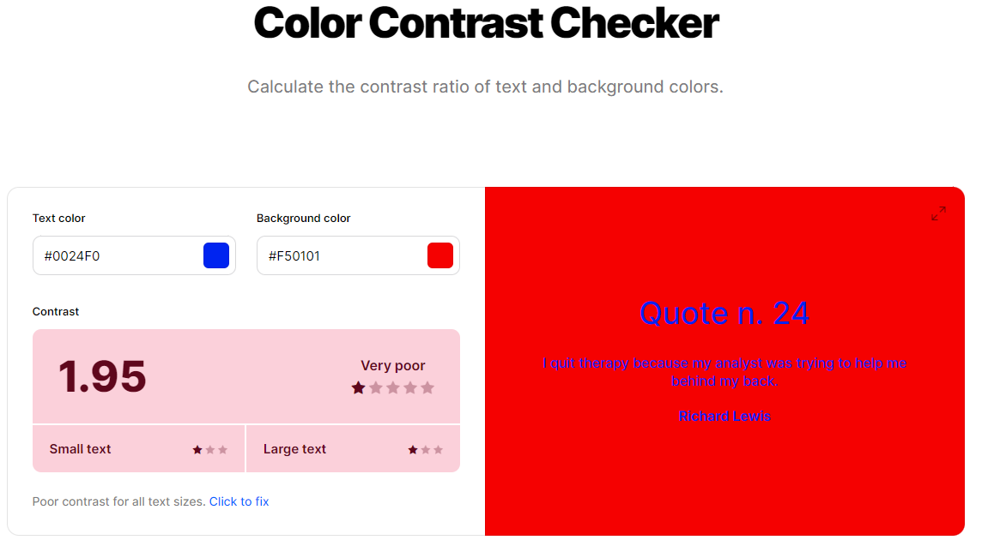 Color Contrast Checker
Calculate the contrast ratio of text and background colors.
Text color
#0024F0
Background color
#F50101
Contrast
1.95
Very poor
Small text
Large text
Poor contrast for all text sizes. Click to fix
Quote n. 24
I quit therapy because my analyst was trying to help me
behind my back.
Richard Lewis